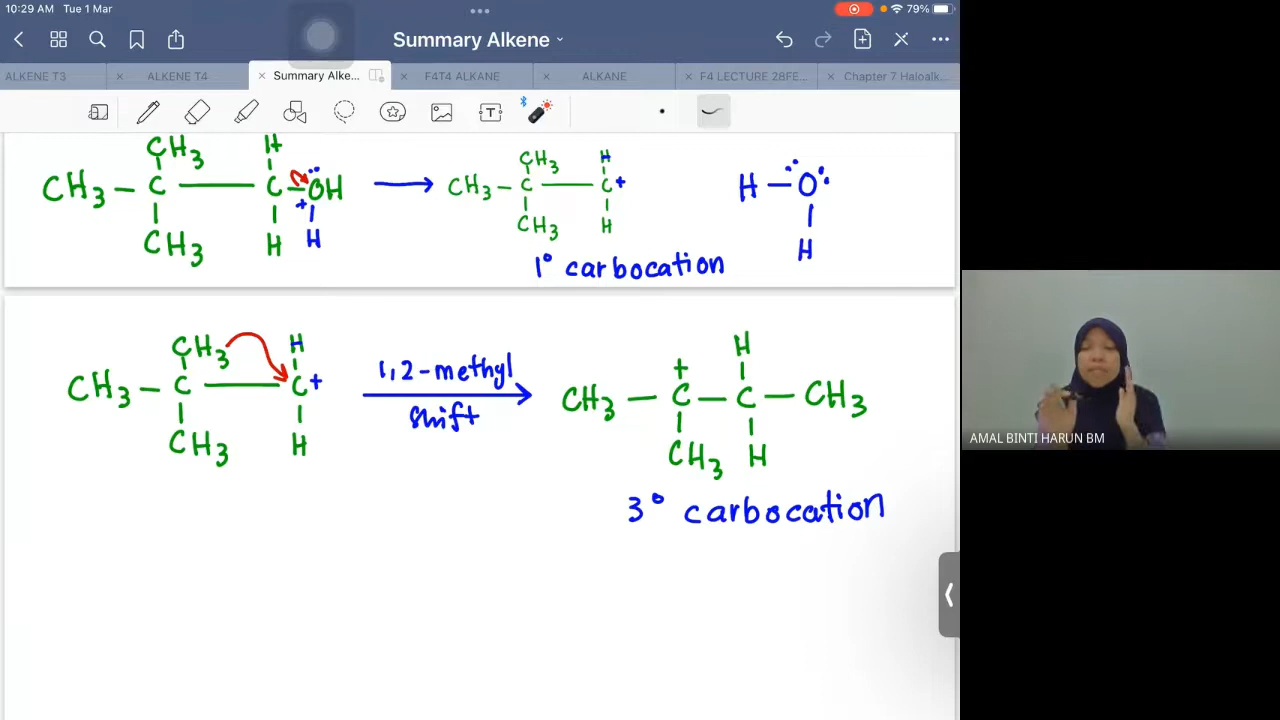 10:29 AM Tue 1 Mar
79%
Summary Alkene
ALKENE T3
ALKENE T4
Summary Alke...
F4T4 ALKANE
ALKANE
F4 LECTURE 28FE...
Chapter 7 Haloalk...
CH3 H CH3 H
CH3 — C — C — OH → CH3 — C — C + H — O
+
CH3 H H CH3 H H
1° carbocation
CH3 H H
CH3 — C — C + 1,2-methyl shift → CH3 — C + — C — CH3
CH3 H CH3 H
3° carbocation
AMAL BINTI HARUN BM